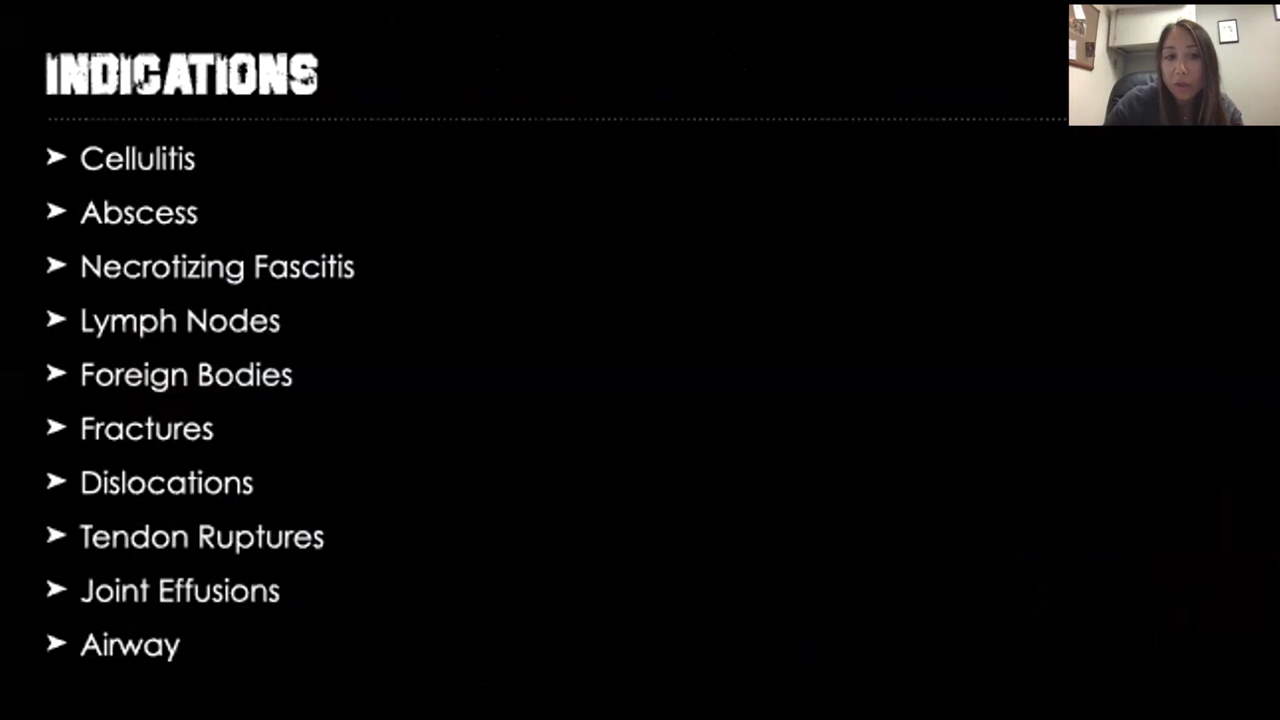 INDICATIONS
Cellulitis
Abscess
Necrotizing Fascitis
Lymph Nodes
Foreign Bodies
Fractures
Dislocations
Tendon Ruptures
Joint Effusions
Airway